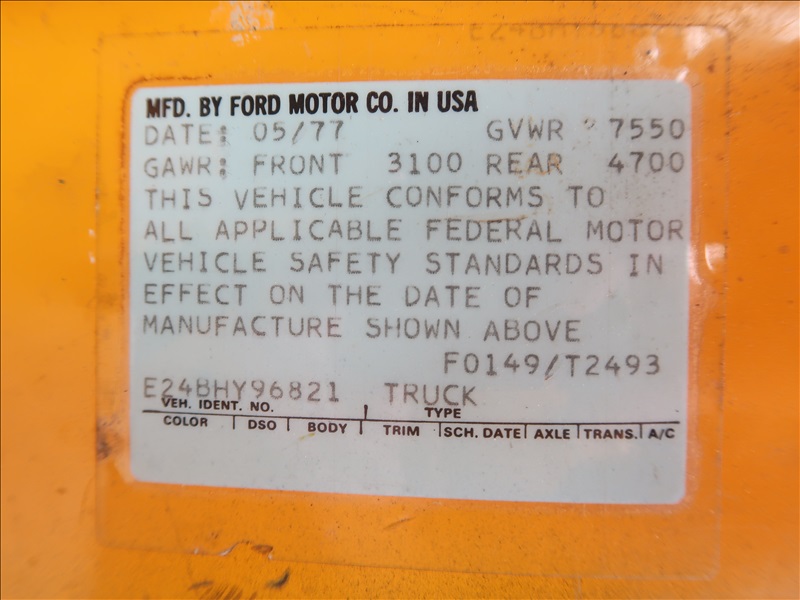 E24BHY96821
MFD. BY FORD MOTOR CO. IN USA
DATE: 05/77 GVWR 7550
GAWR: FRONT 3100 REAR 4700
THIS VEHICLE CONFORMS TO
ALL APPLICABLE FEDERAL MOTOR
VEHICLE SAFETY STANDARDS IN
EFFECT ON THE DATE OF
MANUFACTURE SHOWN ABOVE
F0149/T2493
E24BHY96821 TRUCK
VEH. IDENT. NO. TYPE
COLOR DSO BODY TRIM SCH. DATE AXLE TRANS. A/C